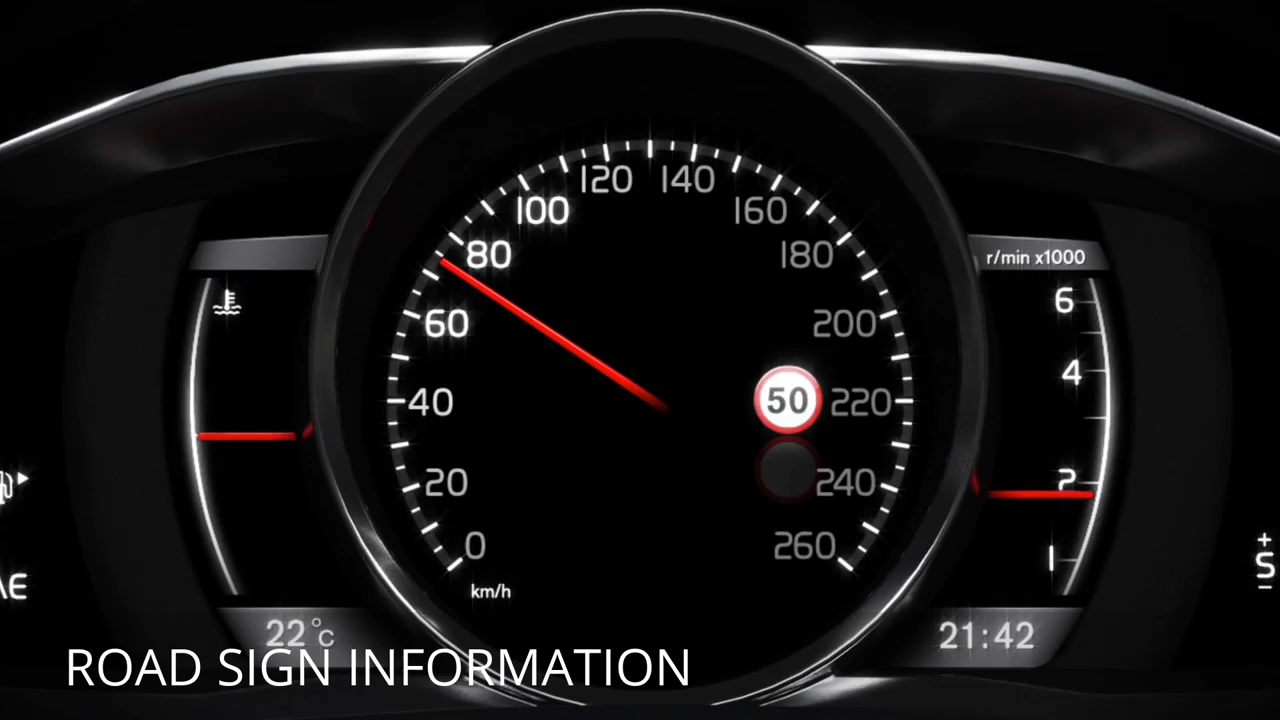 120 140
100 160
80 180
r/min x1000
6
60 200
4
40 50 220
20 240
2
0 260
1
km/h
E
+
S
−
22°C
21:42
ROAD SIGN INFORMATION